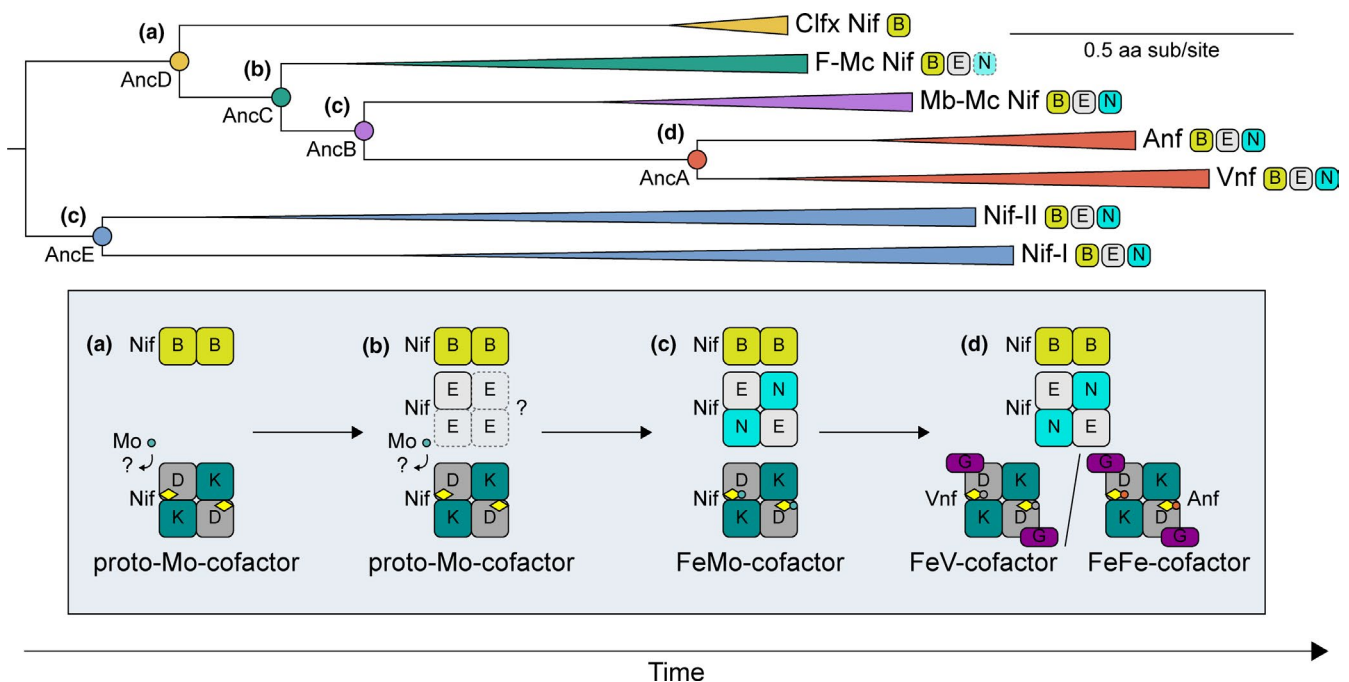 (a)
Clfx Nif B
0.5 aa sub/site
AncD
(b)
F-Mc Nif B E N
AncC
(c)
Mb-Mc Nif B E N
AncB
(d)
Anf B E N
AncA
Vnf B E N
(c)
Nif-II B E N
AncE
Nif-I B E N
(a)
Nif B B
Mo
?
D K
Nif
K D
proto-Mo-cofactor
(b)
Nif B B
E E
Nif ?
E E
Mo
?
D K
Nif
K D
proto-Mo-cofactor
(c)
Nif B B
E N
Nif
N E
D K
Nif
K D
FeMo-cofactor
(d)
Nif B B
E N
Nif
N E
G
D K
Vnf
K D
G
FeV-cofactor
G
D K
Anf
K D
G
FeFe-cofactor
Time